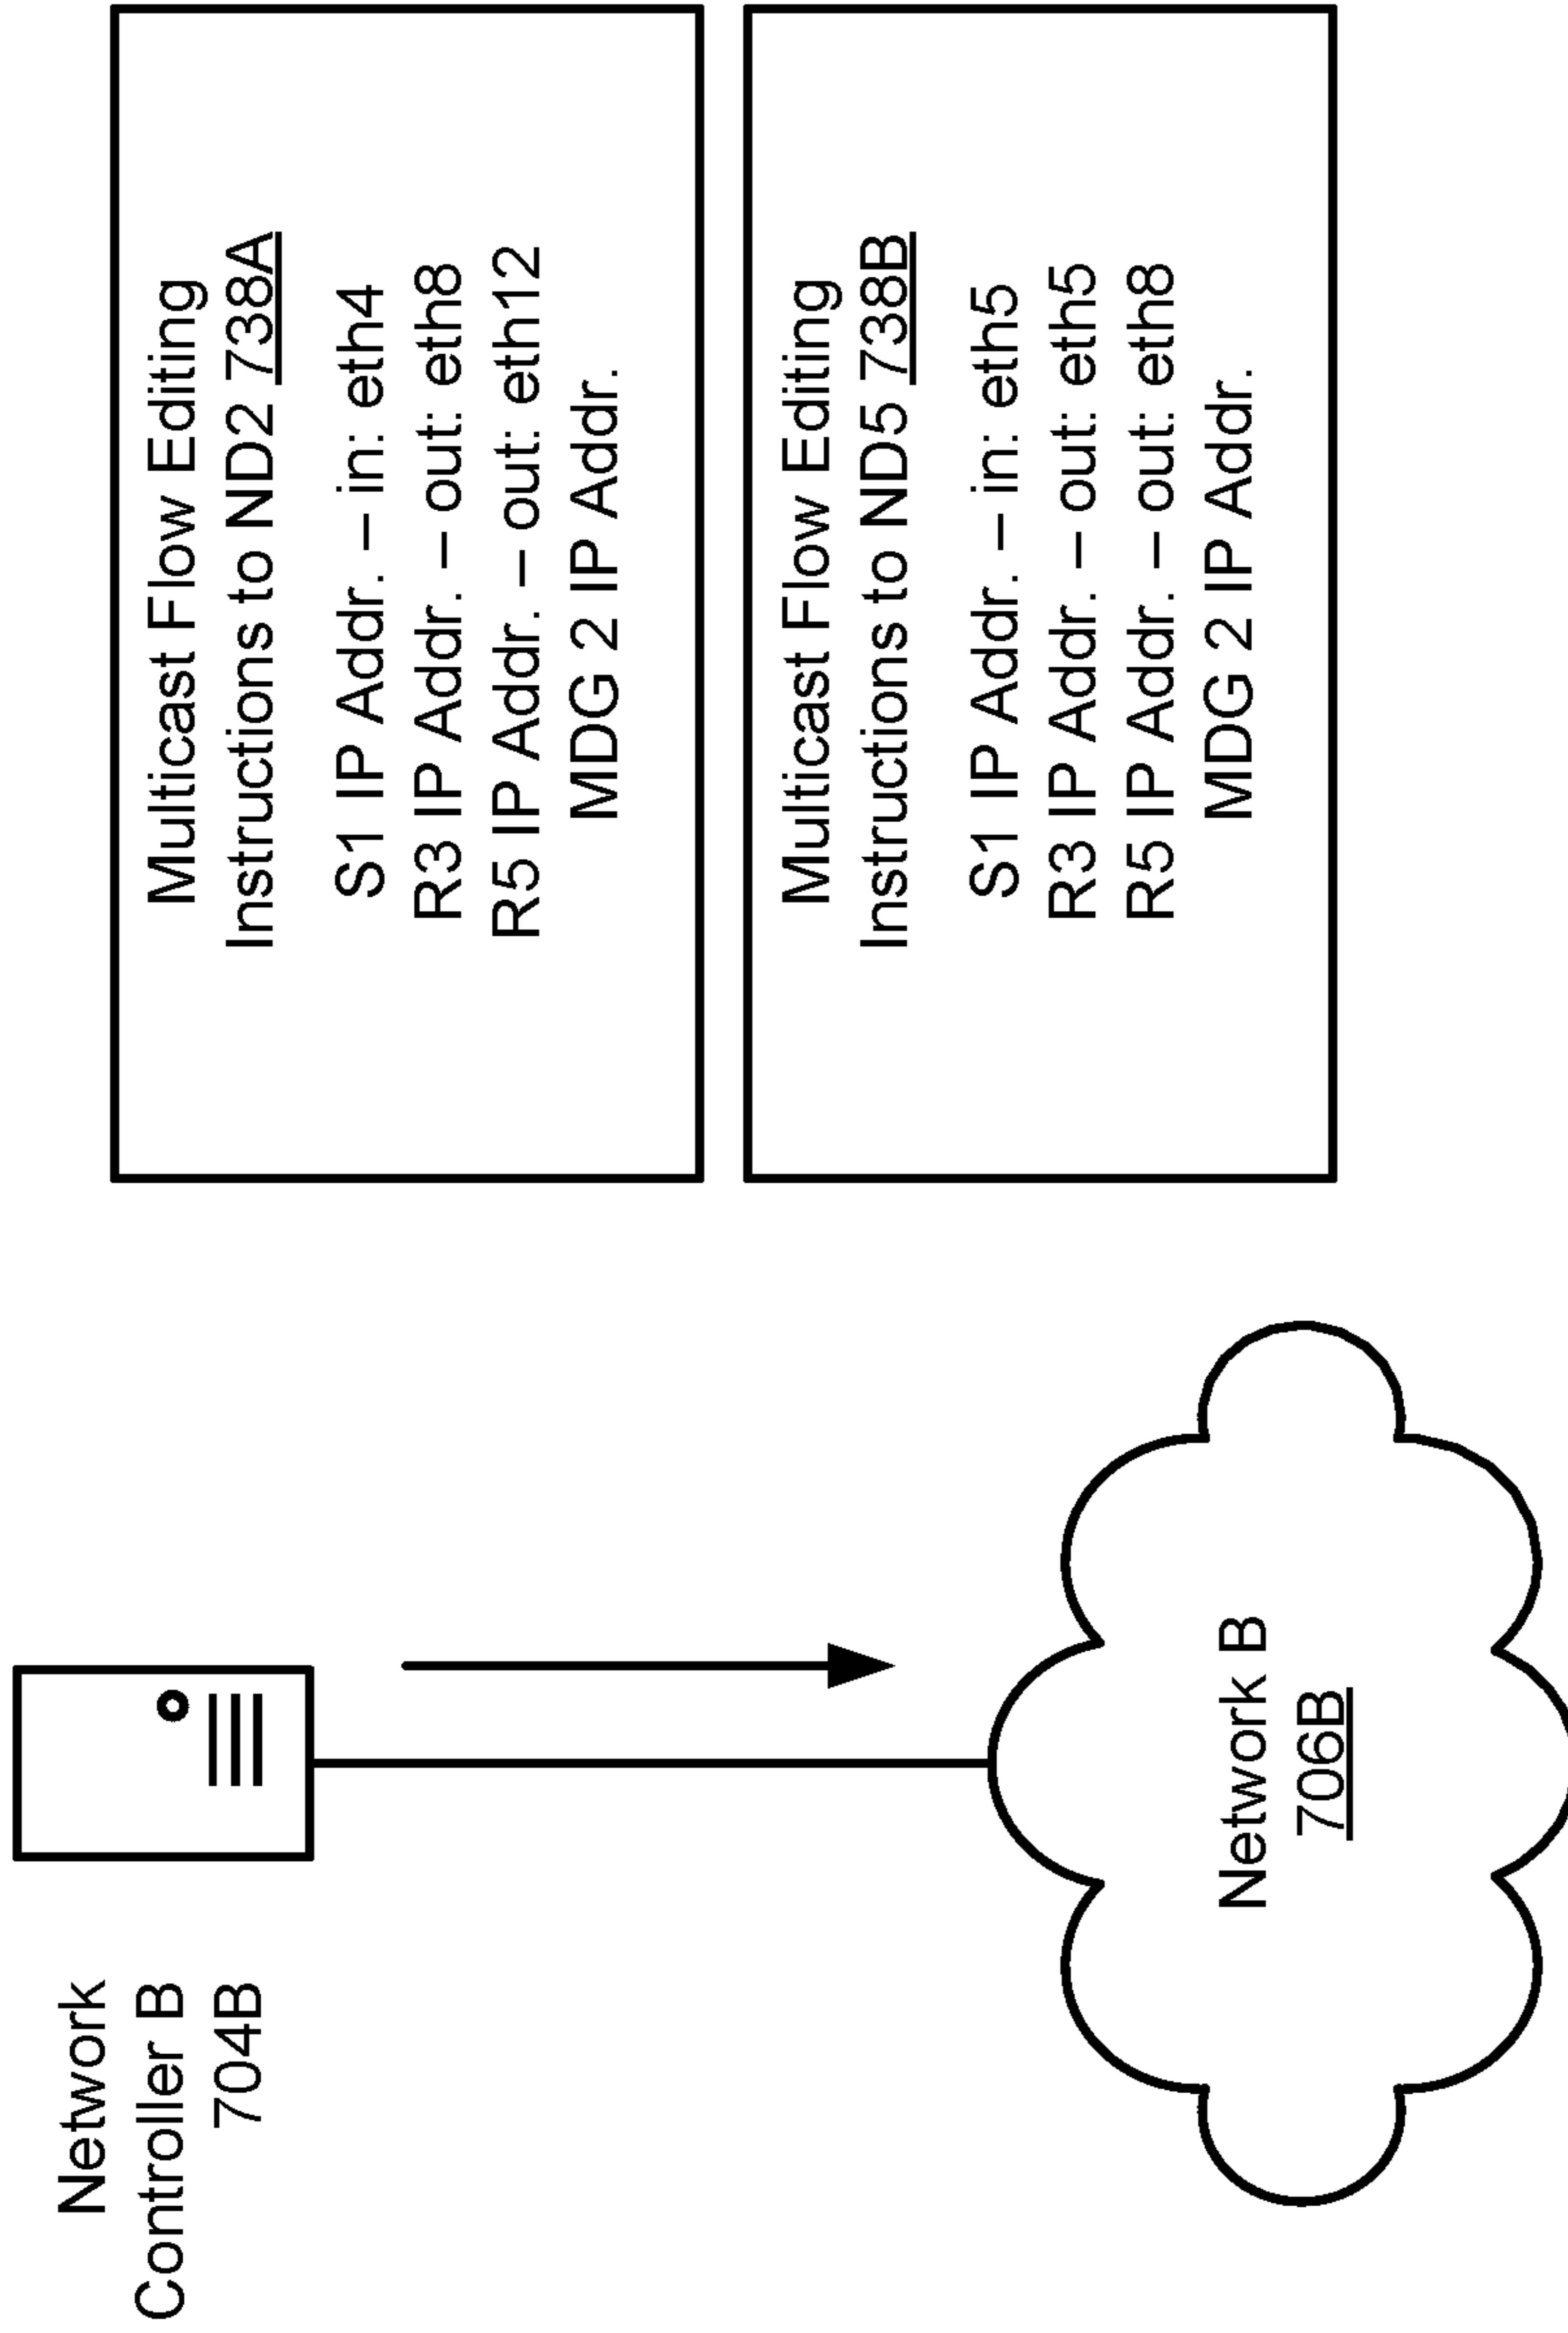 Network
Controller B
704B
Network B
706B
Multicast Flow Editing
Instructions to ND2 738A
S1 IP Addr. – in: eth4
R3 IP Addr. – out: eth8
R5 IP Addr. – out: eth12
MDG 2 IP Addr.
Multicast Flow Editing
Instructions to ND5 738B
S1 IP Addr. – in: eth5
R3 IP Addr. – out: eth5
R5 IP Addr. – out: eth8
MDG 2 IP Addr.